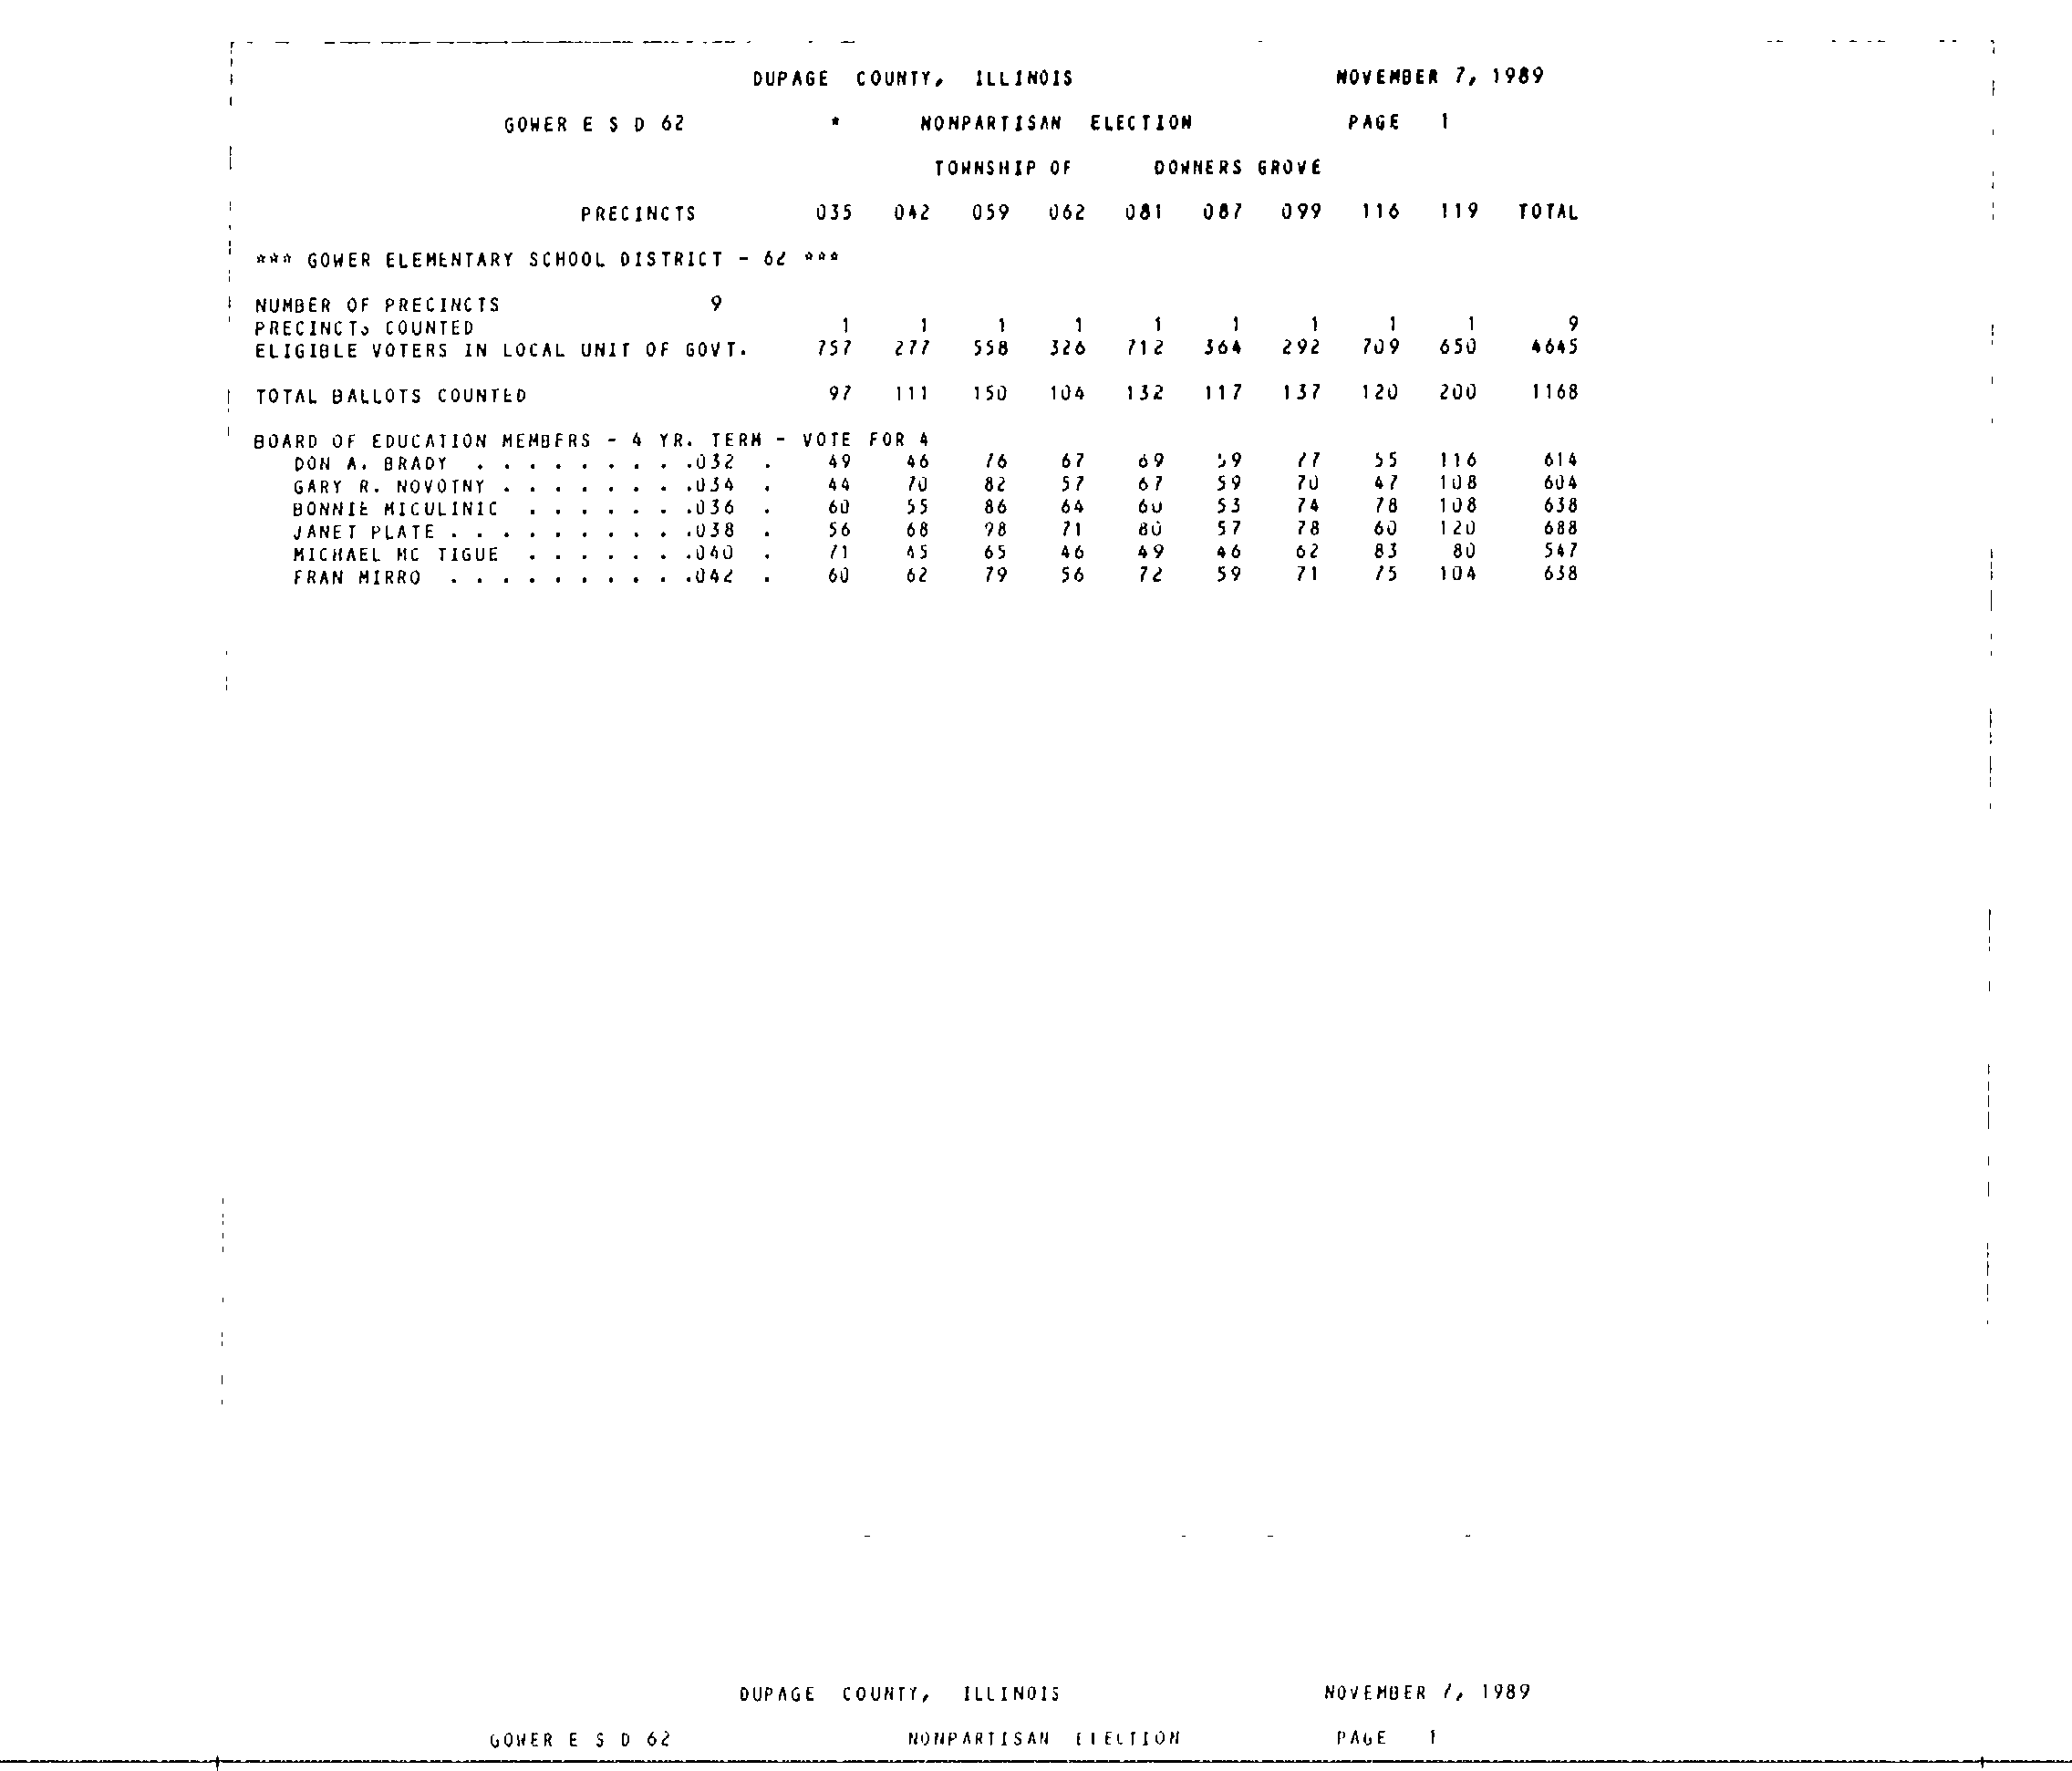 DUPAGE COUNTY, ILLINOIS NOVEMBER 7, 1989
GOWER E S D 62 * NONPARTISAN ELECTION PAGE 1
TOWNSHIP OF DOWNERS GROVE
PRECINCTS 035 042 059 062 081 087 099 116 119 TOTAL
*** GOWER ELEMENTARY SCHOOL DISTRICT - 62 ***
NUMBER OF PRECINCTS 9
PRECINCTS COUNTED 1 1 1 1 1 1 1 1 1 9
ELIGIBLE VOTERS IN LOCAL UNIT OF GOVT. 757 277 558 326 712 364 292 709 650 4645
TOTAL BALLOTS COUNTED 97 111 150 104 132 117 137 120 200 1168
BOARD OF EDUCATION MEMBERS - 4 YR. TERM - VOTE FOR 4
DON A. BRADY . . . . . . . . .032 . 49 46 76 67 69 59 77 55 116 614
GARY R. NOVOTNY . . . . . . . .034 . 44 70 82 57 67 59 70 47 108 604
BONNIE MICULINIC . . . . . . .036 . 60 55 86 64 60 53 74 78 108 638
JANET PLATE . . . . . . . . . .038 . 56 68 98 71 80 57 78 60 120 688
MICHAEL MC TIGUE . . . . . . .040 . 71 45 65 46 49 46 62 83 80 547
FRAN MIRRO . . . . . . . . . .042 . 60 62 79 56 72 59 71 75 104 638
DUPAGE COUNTY, ILLINOIS NOVEMBER 7, 1989
GOWER E S D 62 NONPARTISAN ELECTION PAGE 1